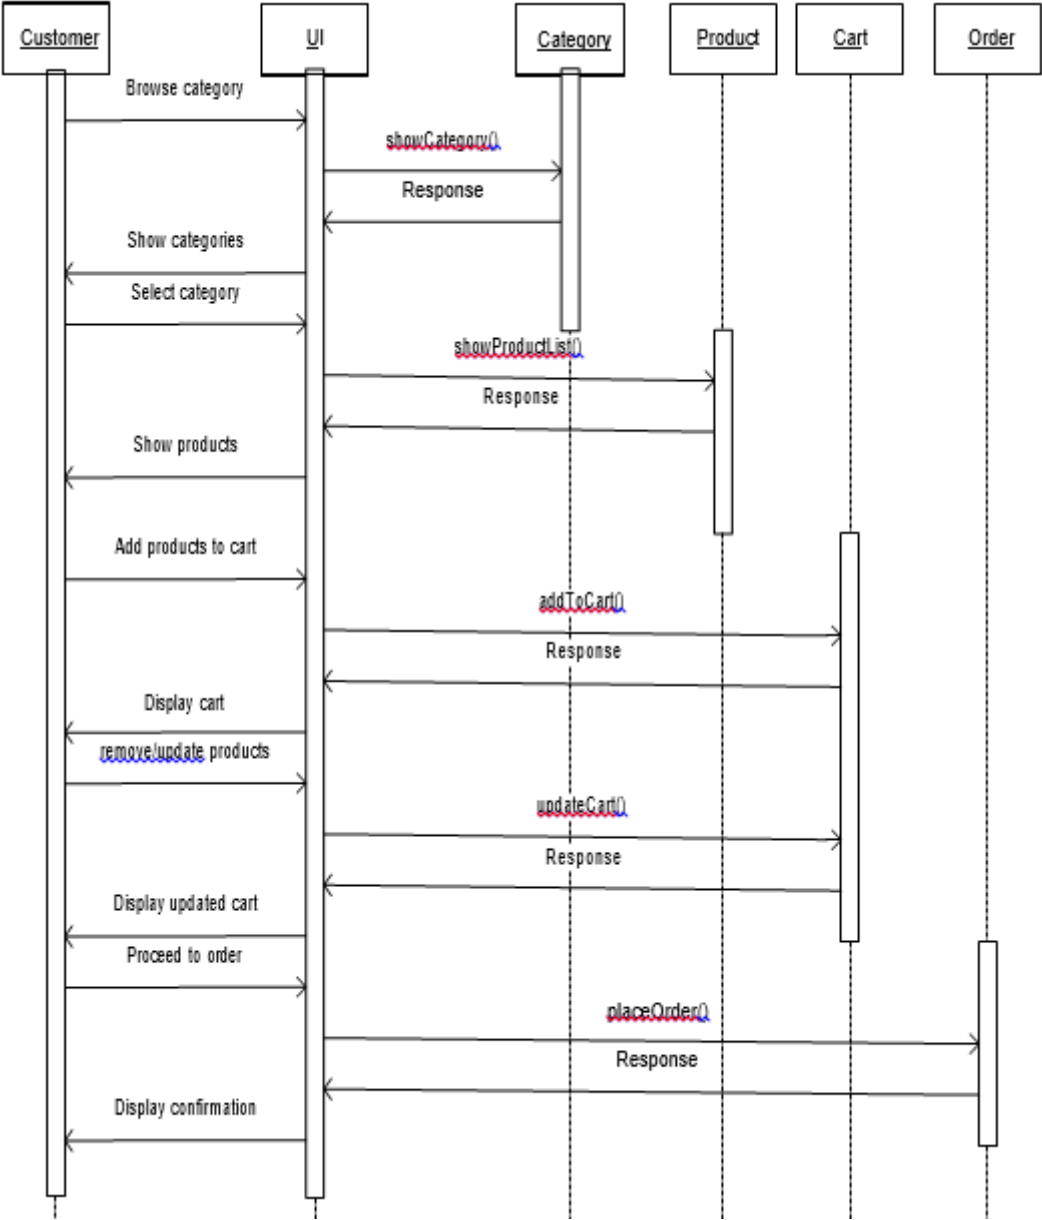 Customer
UI
Category
Product
Cart
Order
Browse category
showCategory()
Response
Show categories
Select category
showProductList()
Response
Show products
Add products to cart
addToCart()
Response
Display cart
remove/update products
updateCart()
Response
Display updated cart
Proceed to order
placeOrder()
Response
Display confirmation